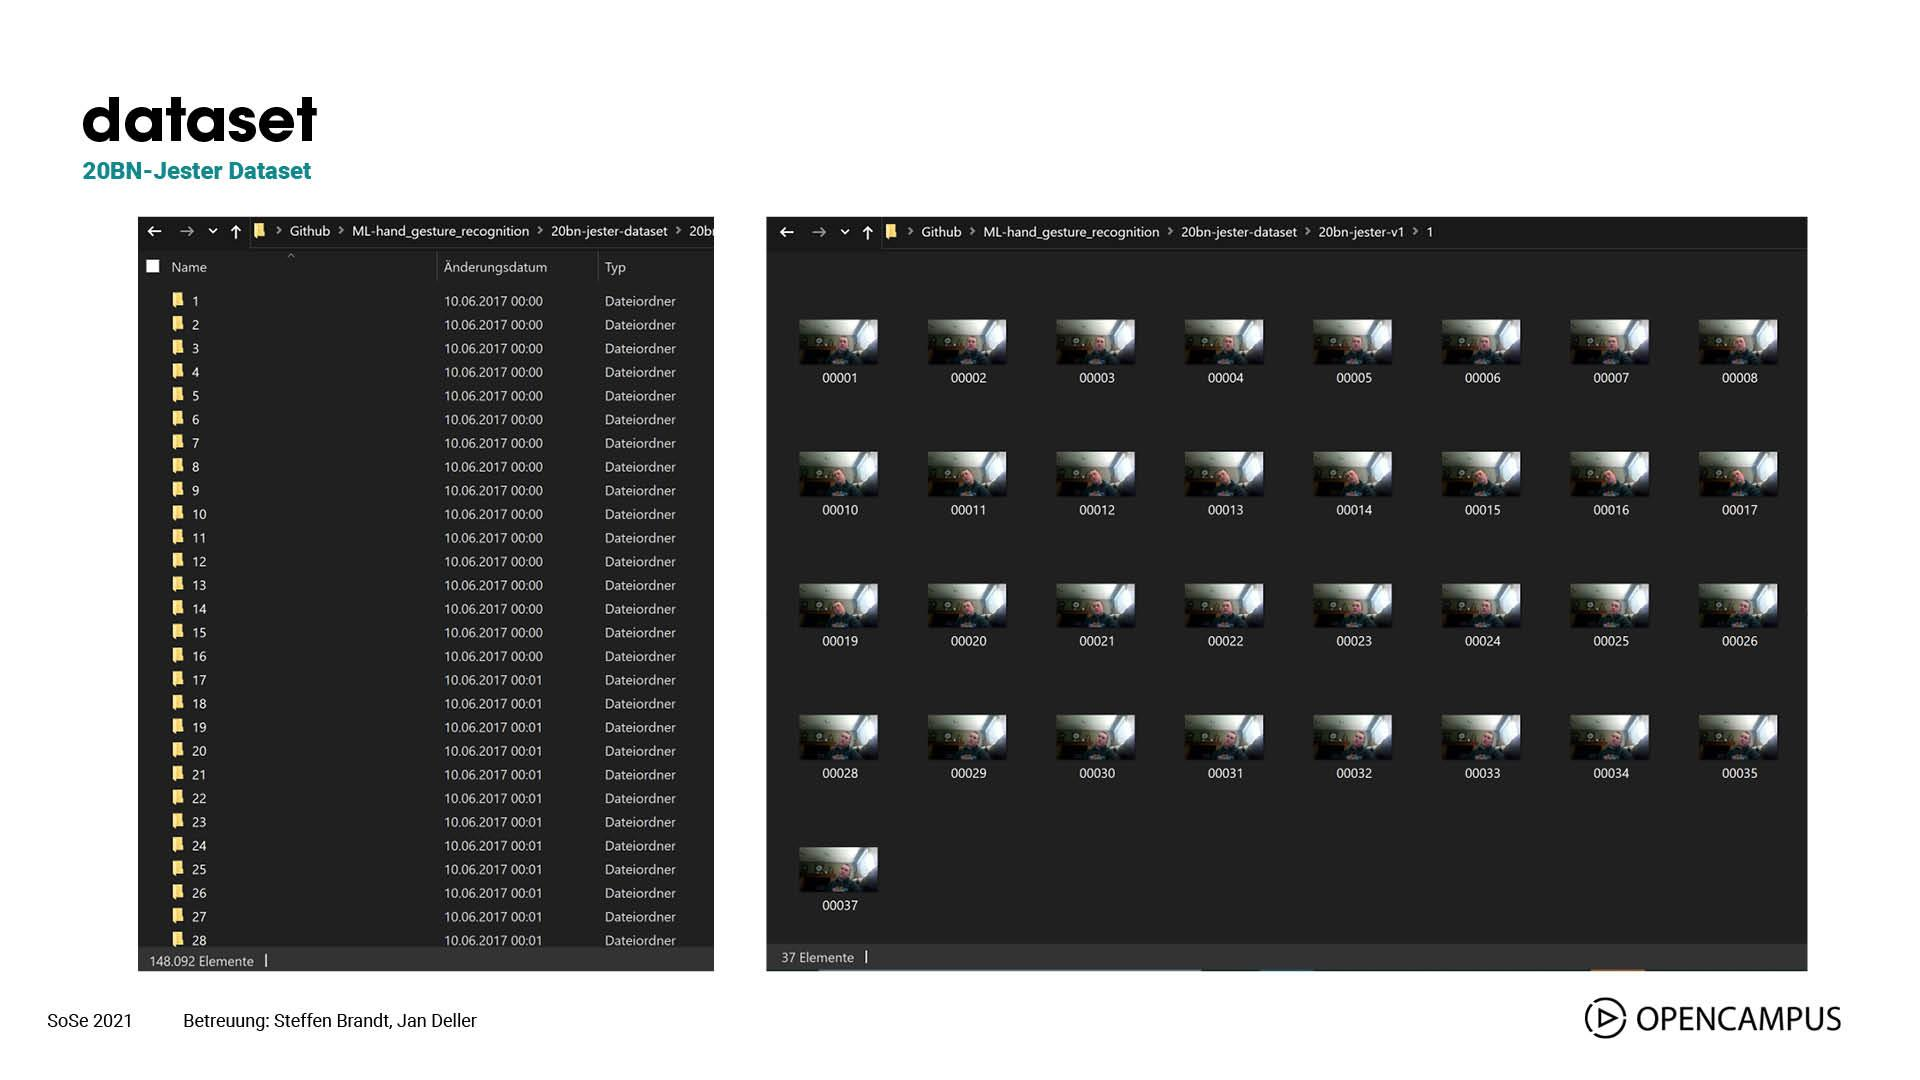 dataset
20BN-Jester Dataset
Github > ML-hand_gesture_recognition > 20bn-jester-dataset > 20bn
Name Änderungsdatum Typ
1 10.06.2017 00:00 Dateiordner
2 10.06.2017 00:00 Dateiordner
3 10.06.2017 00:00 Dateiordner
4 10.06.2017 00:00 Dateiordner
5 10.06.2017 00:00 Dateiordner
6 10.06.2017 00:00 Dateiordner
7 10.06.2017 00:00 Dateiordner
8 10.06.2017 00:00 Dateiordner
9 10.06.2017 00:00 Dateiordner
10 10.06.2017 00:00 Dateiordner
11 10.06.2017 00:00 Dateiordner
12 10.06.2017 00:00 Dateiordner
13 10.06.2017 00:00 Dateiordner
14 10.06.2017 00:00 Dateiordner
15 10.06.2017 00:00 Dateiordner
16 10.06.2017 00:00 Dateiordner
17 10.06.2017 00:01 Dateiordner
18 10.06.2017 00:01 Dateiordner
19 10.06.2017 00:01 Dateiordner
20 10.06.2017 00:01 Dateiordner
21 10.06.2017 00:01 Dateiordner
22 10.06.2017 00:01 Dateiordner
23 10.06.2017 00:01 Dateiordner
24 10.06.2017 00:01 Dateiordner
25 10.06.2017 00:01 Dateiordner
26 10.06.2017 00:01 Dateiordner
27 10.06.2017 00:01 Dateiordner
28 10.06.2017 00:01 Dateiordner
148.092 Elemente
Github > ML-hand_gesture_recognition > 20bn-jester-dataset > 20bn-jester-v1 > 1
00001 00002 00003 00004 00005 00006 00007 00008
00010 00011 00012 00013 00014 00015 00016 00017
00019 00020 00021 00022 00023 00024 00025 00026
00028 00029 00030 00031 00032 00033 00034 00035
00037
37 Elemente
SoSe 2021 Betreuung: Steffen Brandt, Jan Deller
OPENCAMPUS